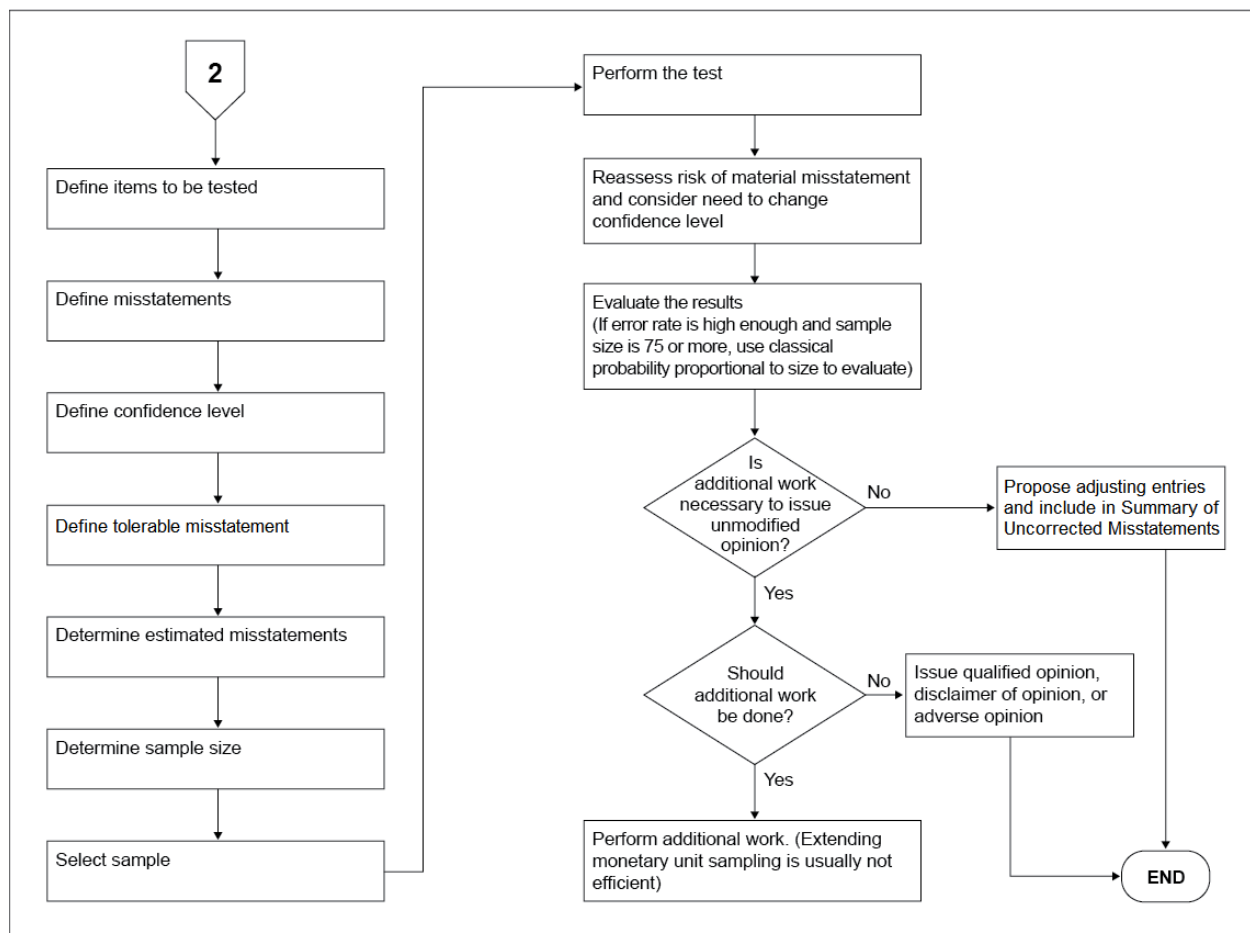 2
Define items to be tested
Define misstatements
Define confidence level
Define tolerable misstatement
Determine estimated misstatements
Determine sample size
Select sample
Perform the test
Reassess risk of material misstatement
and consider need to change
confidence level
Evaluate the results
(If error rate is high enough and sample
size is 75 or more, use classical
probability proportional to size to evaluate)
Is
additional work
necessary to issue
unmodified
opinion?
No
Propose adjusting entries
and include in Summary of
Uncorrected Misstatements
Yes
Should
additional work
be done?
No
Issue qualified opinion,
disclaimer of opinion, or
adverse opinion
Yes
Perform additional work. (Extending
monetary unit sampling is usually not
efficient)
END